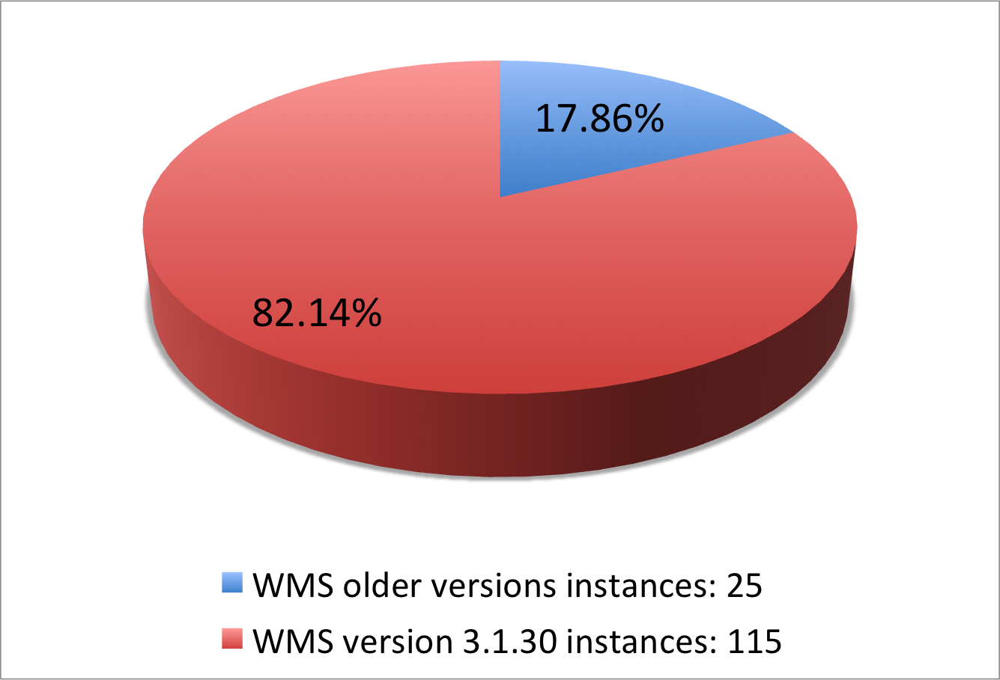 17.86%
82.14%
WMS older versions instances: 25
WMS version 3.1.30 instances: 115